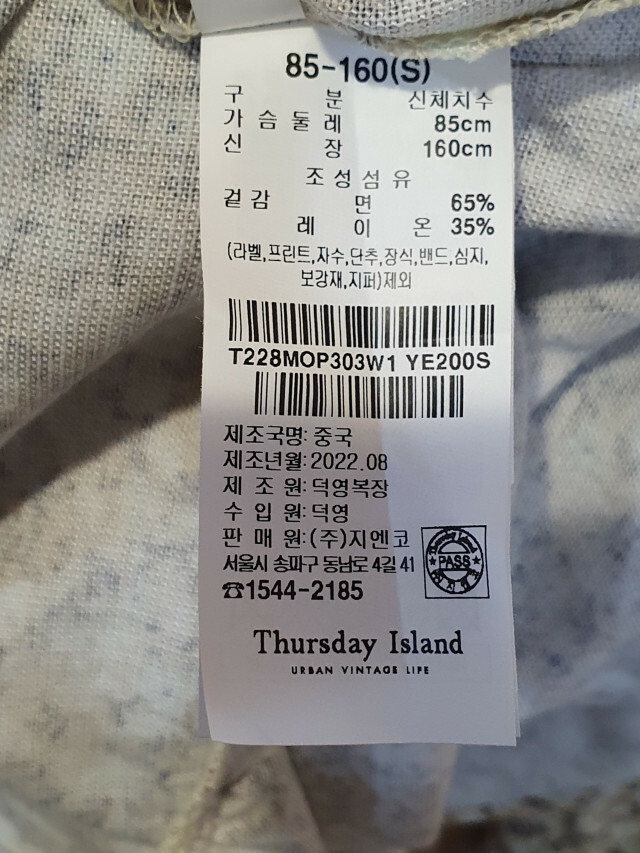 85-160(S)
구 분 신체치수
가 슴 둘 레 85cm
신 장 160cm
조 성 섬 유
겉 감 면 65%
레 이 온 35%
(라벨,프린트,자수,단추,장식,밴드,심지,
보강재,지퍼)제외
T228MOP303W1 YE200S
제조국명: 중국
제조년월: 2022.08
제 조 원: 덕영복장
수 입 원: 덕영
판 매 원: (주)지엔코
서울시 송파구 동남로 4길 41
☎1544-2185
Thursday Island
PASS
Thursday Island
URBAN VINTAGE LIFE